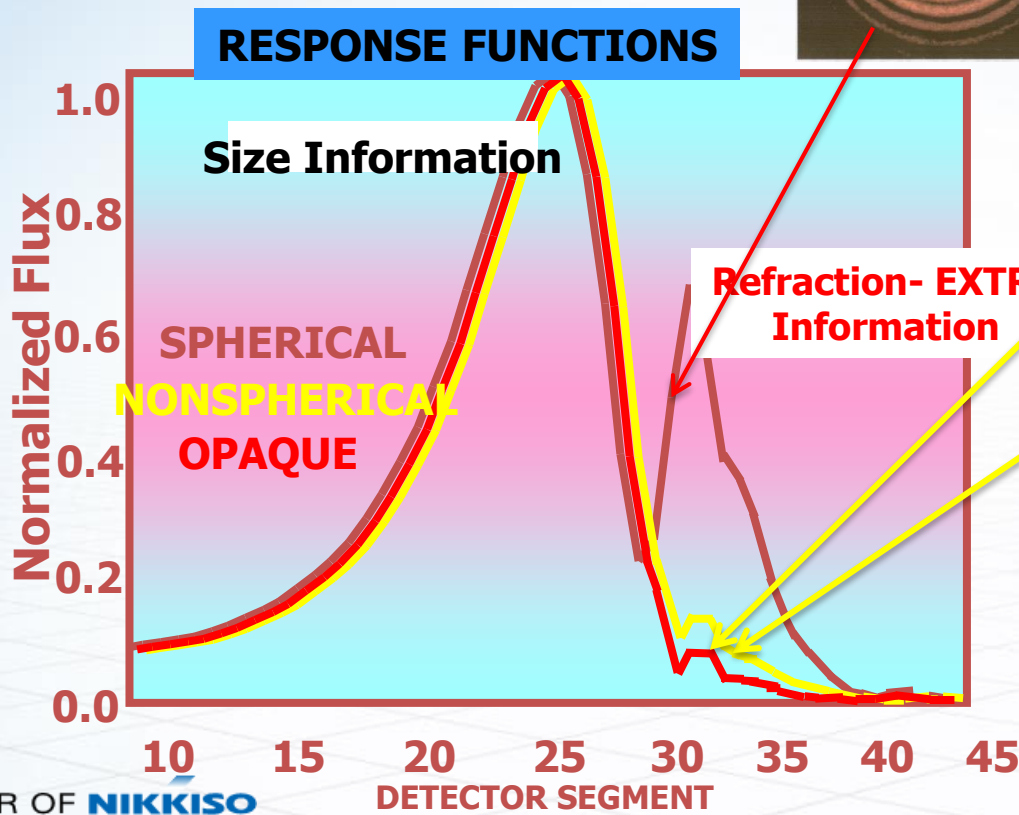 RESPONSE FUNCTIONS
1.0
Size Information
0.8
Normalized Flux
Refraction- EXTR
Information
0.6
SPHERICAL
NONSPHERICAL
OPAQUE
0.4
0.2
0.0
10 15 20 25 30 35 40 45
DETECTOR SEGMENT
R OF NIKKISO